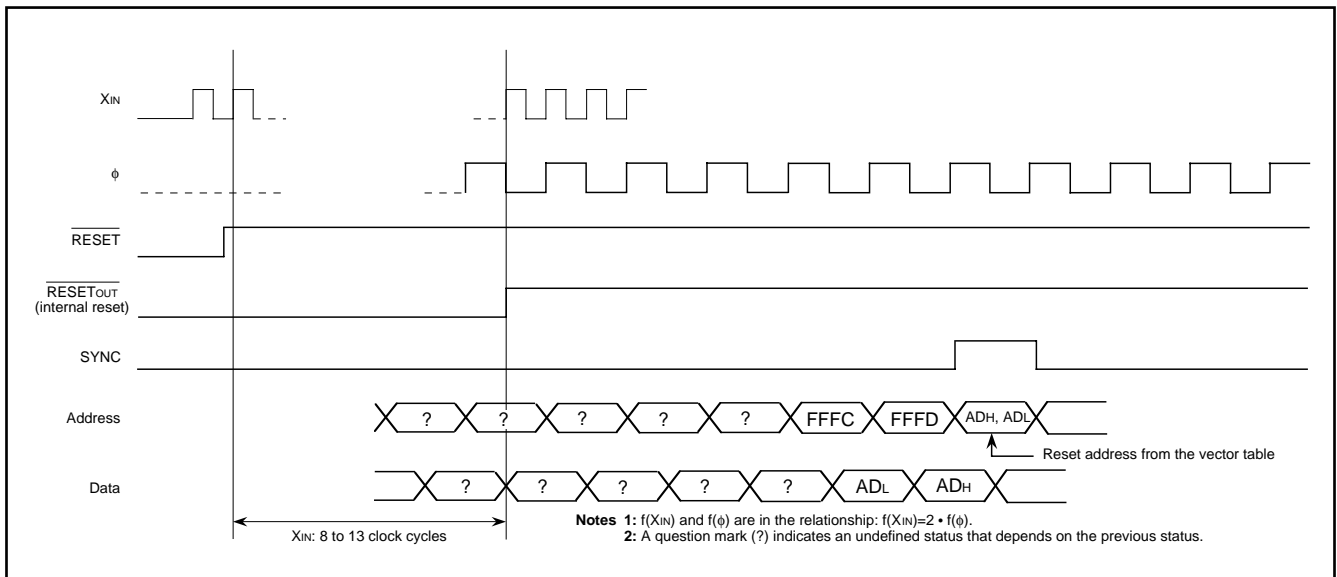 XIN
ϕ
RESET
RESETOUT
(internal reset)
SYNC
Address
? ? ? ? ? FFFC FFFD ADH, ADL
Reset address from the vector table
Data
? ? ? ? ? ADL ADH
XIN: 8 to 13 clock cycles
Notes 1: f(XIN) and f(ϕ) are in the relationship: f(XIN)=2 • f(ϕ).
2: A question mark (?) indicates an undefined status that depends on the previous status.